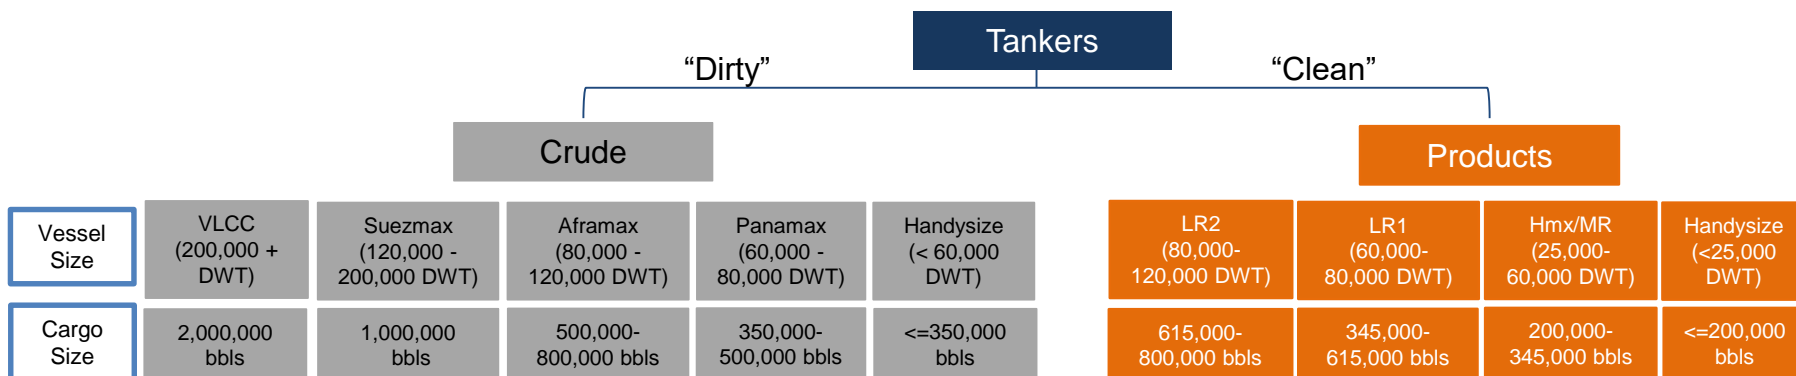 Tankers
“Dirty”
“Clean”
Crude
Products
Vessel
Size
VLCC
(200,000 +
DWT)
Suezmax
(120,000 -
200,000 DWT)
Aframax
(80,000 -
120,000 DWT)
Panamax
(60,000 -
80,000 DWT)
Handysize
(< 60,000
DWT)
LR2
(80,000-
120,000 DWT)
LR1
(60,000-
80,000 DWT)
Hmx/MR
(25,000-
60,000 DWT)
Handysize
(<25,000
DWT)
Cargo
Size
2,000,000
bbls
1,000,000
bbls
500,000-
800,000 bbls
350,000-
500,000 bbls
<=350,000
bbls
615,000-
800,000 bbls
345,000-
615,000 bbls
200,000-
345,000 bbls
<=200,000
bbls